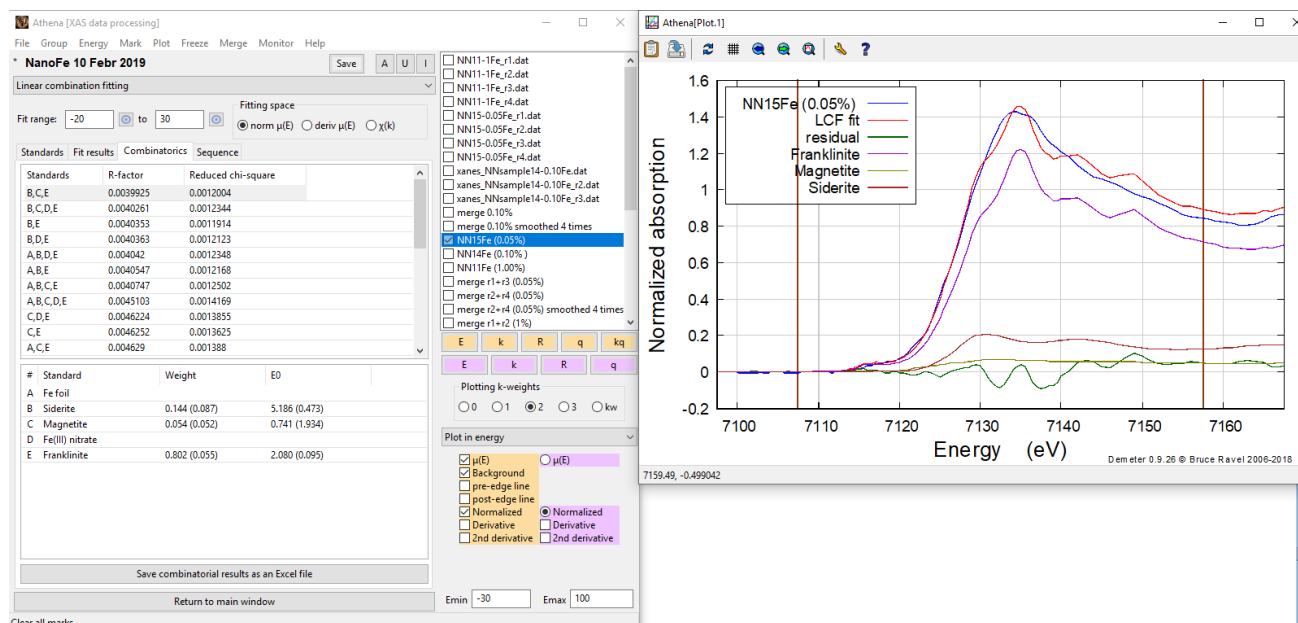 Athena [XAS data processing]
File Group Energy Mark Plot Freeze Merge Monitor Help
* NanoFe 10 Febr 2019 Save A U I
Linear combination fitting
Fit range: -20 to 30
Fitting space
norm μ(E) deriv μ(E) χ(k)
Standards Fit results Combinatorics Sequence
Standards R-factor Reduced chi-square
B,C,E 0.0039925 0.0012004
B,C,D,E 0.0040261 0.0012344
B,E 0.0040353 0.0011914
B,D,E 0.0040363 0.0012123
A,B,D,E 0.004042 0.0012348
A,B,E 0.0040547 0.0012168
A,B,C,E 0.0040747 0.0012502
A,B,C,D,E 0.0045103 0.0014169
C,D,E 0.0046224 0.0013855
C,E 0.0046252 0.0013625
A,C,E 0.004629 0.001388
# Standard Weight E0
A Fe foil
B Siderite 0.144 (0.087) 5.186 (0.473)
C Magnetite 0.054 (0.052) 0.741 (1.934)
D Fe(III) nitrate
E Franklinite 0.802 (0.055) 2.080 (0.095)
Save combinatorial results as an Excel file
Return to main window
Clear all marks
NN11-1Fe_r1.dat
NN11-1Fe_r2.dat
NN11-1Fe_r3.dat
NN11-1Fe_r4.dat
NN15-0.05Fe_r1.dat
NN15-0.05Fe_r2.dat
NN15-0.05Fe_r3.dat
NN15-0.05Fe_r4.dat
xanes_NNsample14-0.10Fe.dat
xanes_NNsample14-0.10Fe_r2.dat
xanes_NNsample14-0.10Fe_r3.dat
merge 0.10%
merge 0.10% smoothed 4 times
NN15Fe (0.05%)
NN14Fe (0.10% )
NN11Fe (1.00%)
merge r1+r3 (0.05%)
merge r2+r4 (0.05%)
merge r2+r4 (0.05%) smoothed 4 times
merge r1+r2 (1%)
E k R q kq
E k R q
Plotting k-weights
0 1 2 3 kw
Plot in energy
μ(E) μ(E)
Background
pre-edge line
post-edge line
Normalized Normalized
Derivative Derivative
2nd derivative 2nd derivative
Emin -30 Emax 100
Athena[Plot.1]
1.6
1.4
1.2
1
0.8
0.6
0.4
0.2
0
-0.2
Normalized absorption
NN15Fe (0.05%)
LCF fit
residual
Franklinite
Magnetite
Siderite
7100 7110 7120 7130 7140 7150 7160
Energy (eV)
Demeter 0.9.26 © Bruce Ravel 2006-2018
7159.49, -0.499042